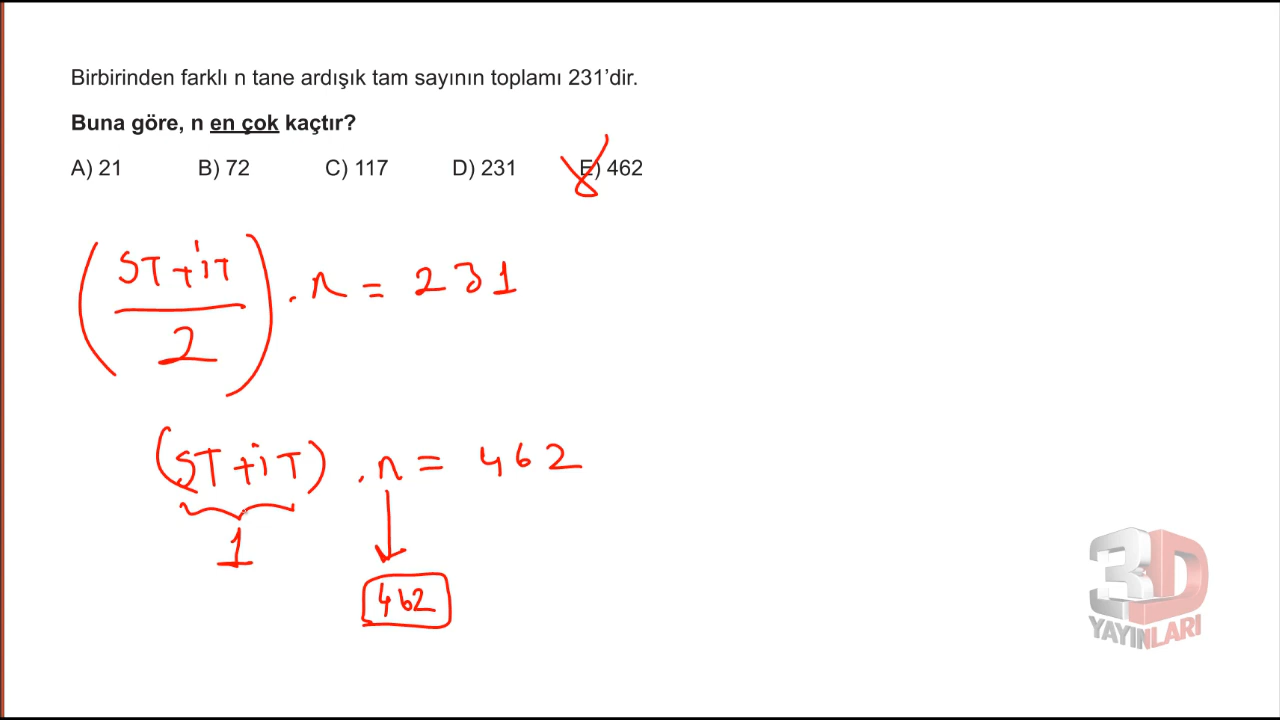 Birbirinden farklı n tane ardışık tam sayının toplamı 231'dir.
Buna göre, n en çok kaçtır?
A) 21 B) 72 C) 117 D) 231 E) 462
(ST+İT / 2) . n = 231
(ST+İT) . n = 462
1
462
3D
YAYINLARI